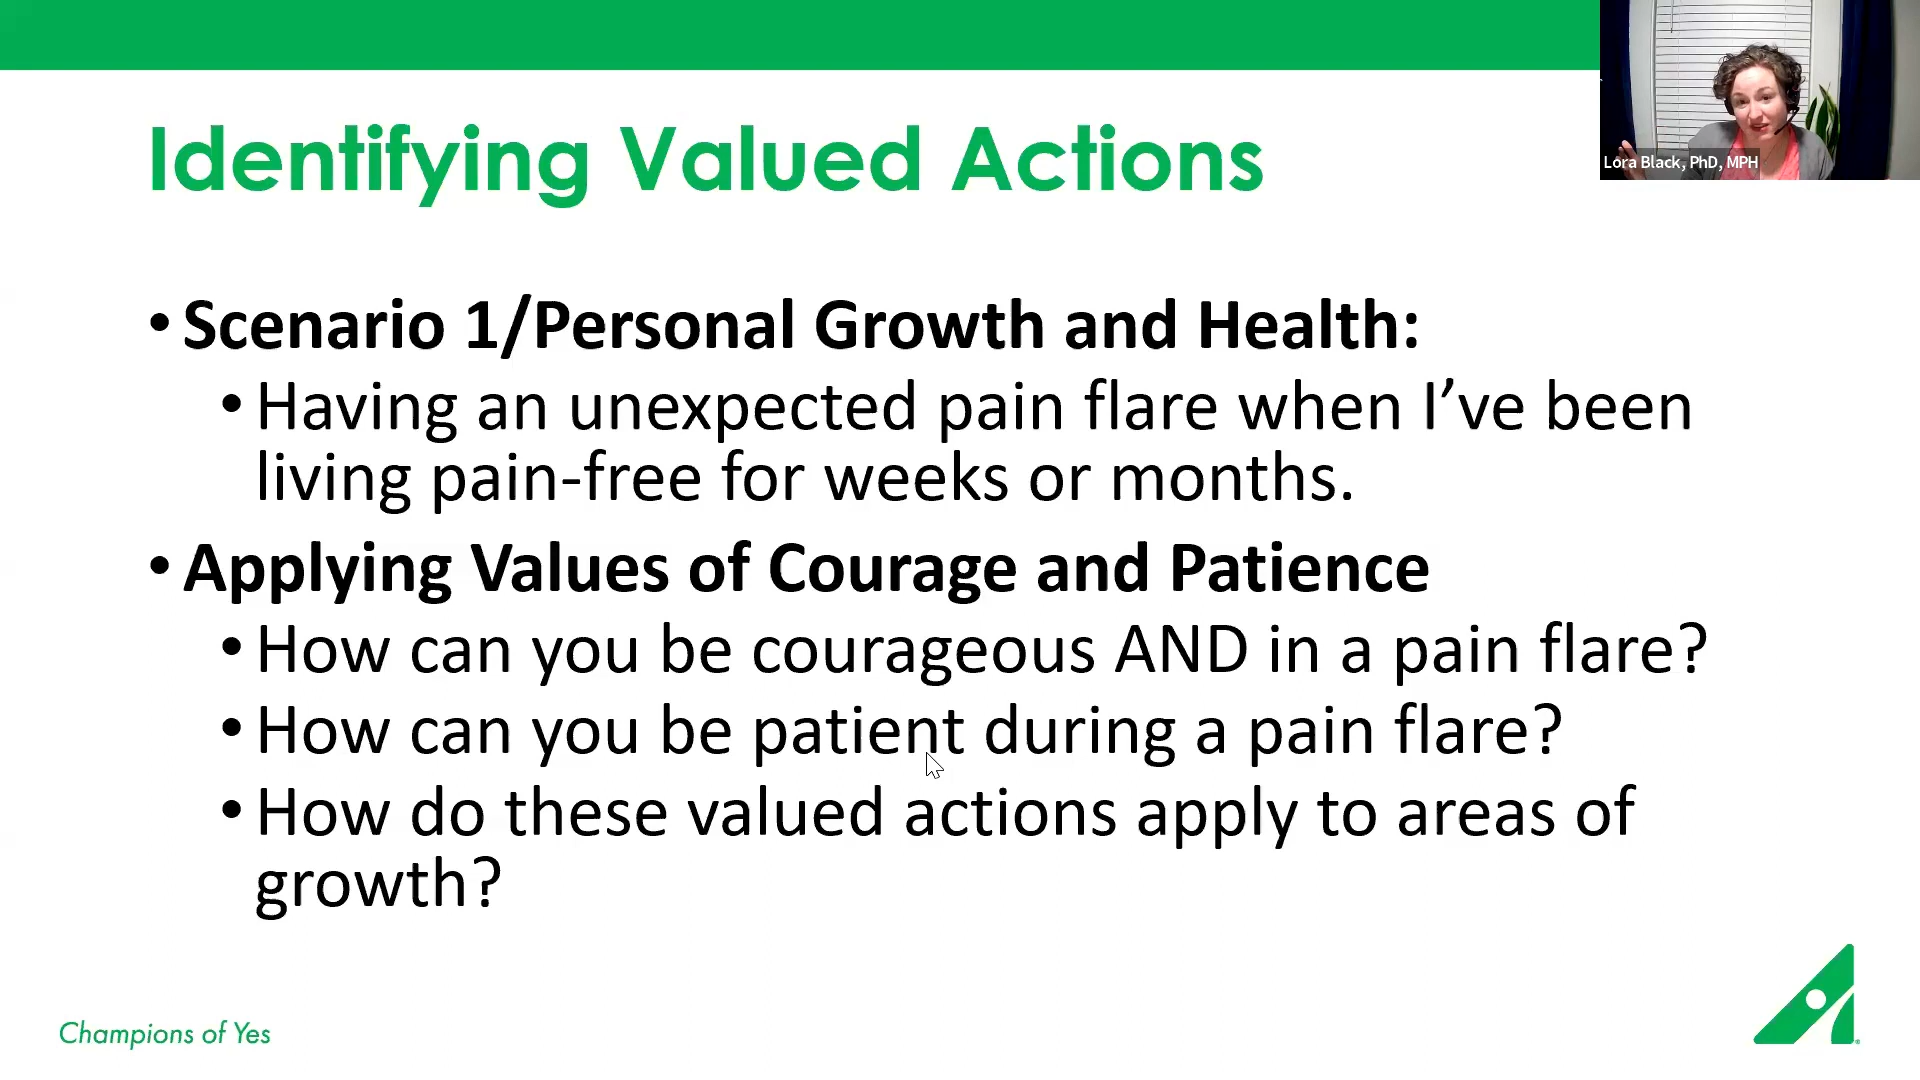 Lora Black, PhD, MPH
Identifying Valued Actions
• Scenario 1/Personal Growth and Health:
• Having an unexpected pain flare when I’ve been
living pain-free for weeks or months.
• Applying Values of Courage and Patience
• How can you be courageous AND in a pain flare?
• How can you be patient during a pain flare?
• How do these valued actions apply to areas of
growth?
Champions of Yes